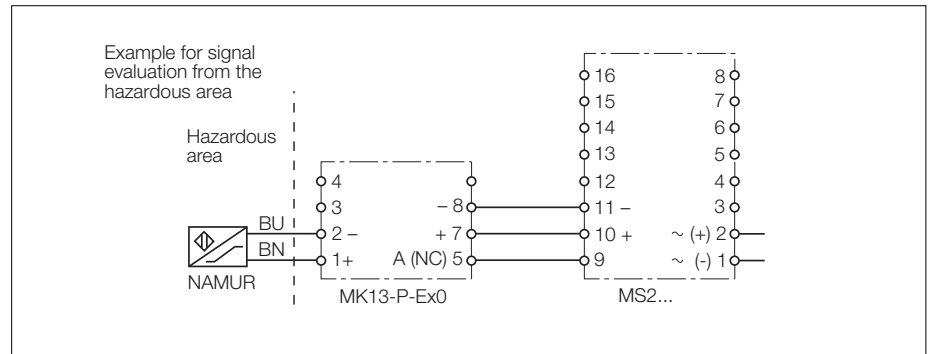 Example for signal
evaluation from the
hazardous area
Hazardous
area
BU
BN
NAMUR
4
3
2 –
1+
– 8
+ 7
A (NC) 5
MK13-P-Ex0
16
15
14
13
12
11 –
10 +
9
8
7
6
5
4
3
~ (+) 2
~ (-) 1
MS2...